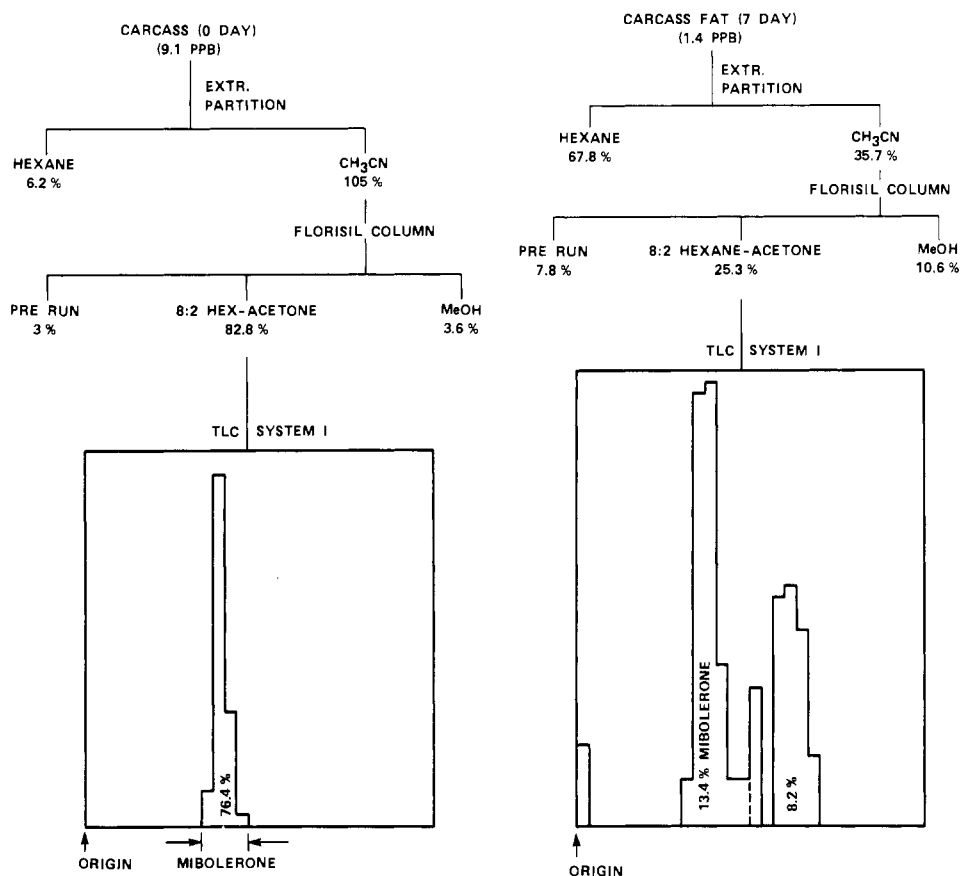 CARCASS (0 DAY)
(9.1 PPB)
EXTR.
PARTITION
HEXANE
6.2 %
CH₃CN
105 %
FLORISIL COLUMN
PRE RUN
3 %
8:2 HEX-ACETONE
82.8 %
MeOH
3.6 %
TLC SYSTEM I
76.4 %
ORIGIN
MIBOLERONE
CARCASS FAT (7 DAY)
(1.4 PPB)
EXTR.
PARTITION
HEXANE
67.8 %
CH₃CN
35.7 %
FLORISIL COLUMN
PRE RUN
7.8 %
8:2 HEXANE-ACETONE
25.3 %
MeOH
10.6 %
TLC SYSTEM I
13.4 % MIBOLERONE
8.2 %
ORIGIN